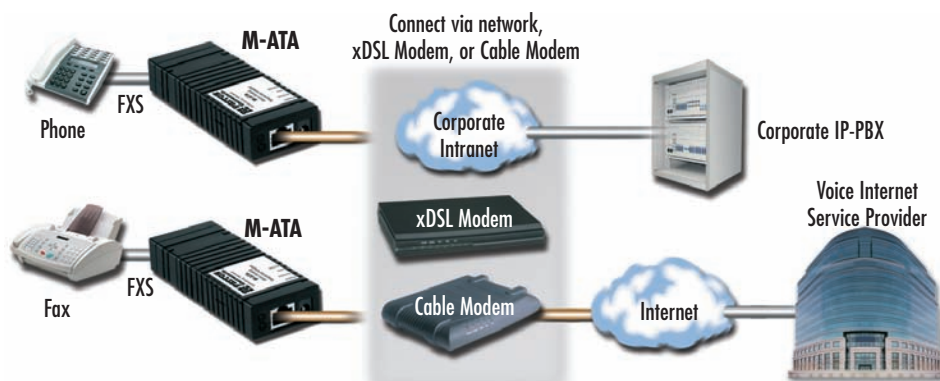 Connect via network,
xDSL Modem, or Cable Modem
M-ATA
FXS
Phone
Corporate
Intranet
Corporate IP-PBX
xDSL Modem
Voice Internet
Service Provider
M-ATA
FXS
Fax
Cable Modem
Internet